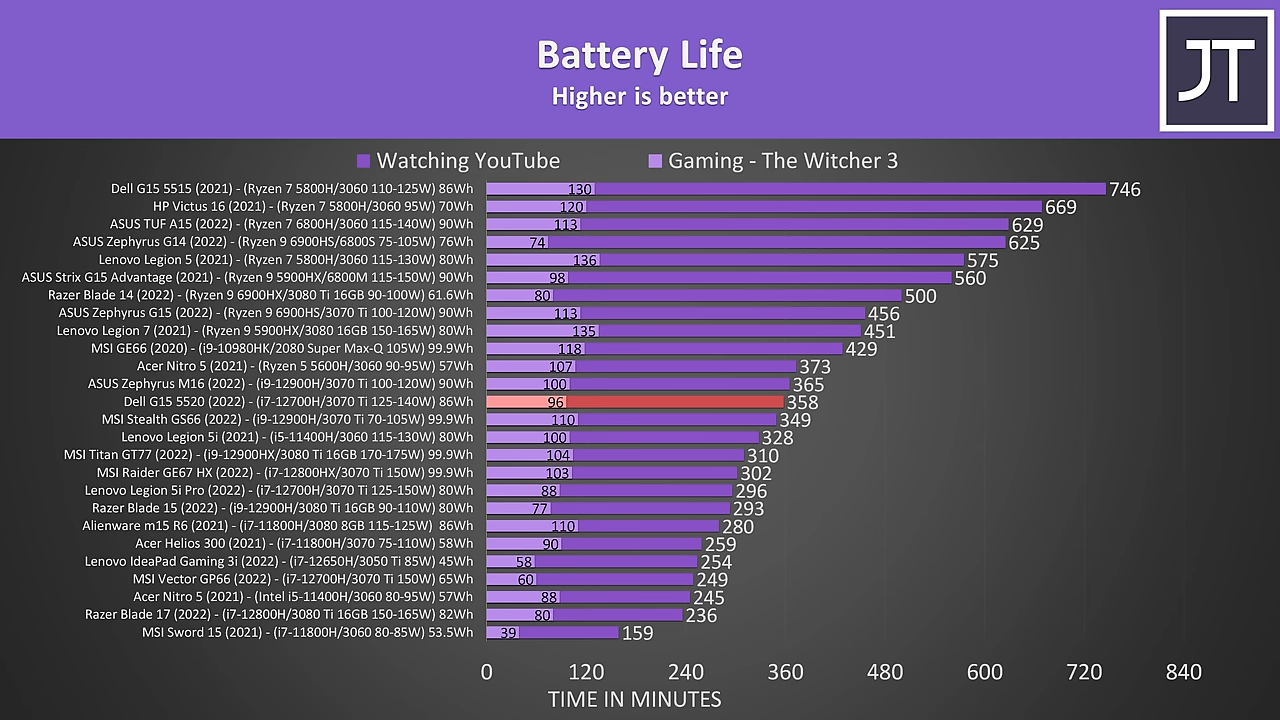 Battery Life
Higher is better
JT
Watching YouTube
Gaming - The Witcher 3
Dell G15 5515 (2021) - (Ryzen 7 5800H/3060 110-125W) 86Wh 130 746
HP Victus 16 (2021) - (Ryzen 7 5800H/3060 95W) 70Wh 120 669
ASUS TUF A15 (2022) - (Ryzen 7 6800H/3060 115-140W) 90Wh 113 629
ASUS Zephyrus G14 (2022) - (Ryzen 9 6900HS/6800S 75-105W) 76Wh 74 625
Lenovo Legion 5 (2021) - (Ryzen 7 5800H/3060 115-130W) 80Wh 136 575
ASUS Strix G15 Advantage (2021) - (Ryzen 9 5900HX/6800M 115-150W) 90Wh 98 560
Razer Blade 14 (2022) - (Ryzen 9 6900HX/3080 Ti 16GB 90-100W) 61.6Wh 80 500
ASUS Zephyrus G15 (2022) - (Ryzen 9 6900HS/3070 Ti 100-120W) 90Wh 113 456
Lenovo Legion 7 (2021) - (Ryzen 9 5900HX/3080 16GB 150-165W) 80Wh 135 451
MSI GE66 (2020) - (i9-10980HK/2080 Super Max-Q 105W) 99.9Wh 118 429
Acer Nitro 5 (2021) - (Ryzen 5 5600H/3060 90-95W) 57Wh 107 373
ASUS Zephyrus M16 (2022) - (i9-12900H/3070 Ti 100-120W) 90Wh 100 365
Dell G15 5520 (2022) - (i7-12700H/3070 Ti 125-140W) 86Wh 96 358
MSI Stealth GS66 (2022) - (i9-12900H/3070 Ti 70-105W) 99.9Wh 110 349
Lenovo Legion 5i (2021) - (i5-11400H/3060 115-130W) 80Wh 100 328
MSI Titan GT77 (2022) - (i9-12900HX/3080 Ti 16GB 170-175W) 99.9Wh 104 310
MSI Raider GE67 HX (2022) - (i7-12800HX/3070 Ti 150W) 99.9Wh 103 302
Lenovo Legion 5i Pro (2022) - (i7-12700H/3070 Ti 125-150W) 80Wh 88 296
Razer Blade 15 (2022) - (i9-12900H/3080 Ti 16GB 90-110W) 80Wh 77 293
Alienware m15 R6 (2021) - (i7-11800H/3080 8GB 115-125W) 86Wh 110 280
Acer Helios 300 (2021) - (i7-11800H/3070 75-110W) 58Wh 90 259
Lenovo IdeaPad Gaming 3i (2022) - (i7-12650H/3050 Ti 85W) 45Wh 58 254
MSI Vector GP66 (2022) - (i7-12700H/3070 Ti 150W) 65Wh 60 249
Acer Nitro 5 (2021) - (Intel i5-11400H/3060 80-95W) 57Wh 88 245
Razer Blade 17 (2022) - (i7-12800H/3080 Ti 16GB 150-165W) 82Wh 80 236
MSI Sword 15 (2021) - (i7-11800H/3060 80-85W) 53.5Wh 39 159
0 120 240 360 480 600 720 840
TIME IN MINUTES